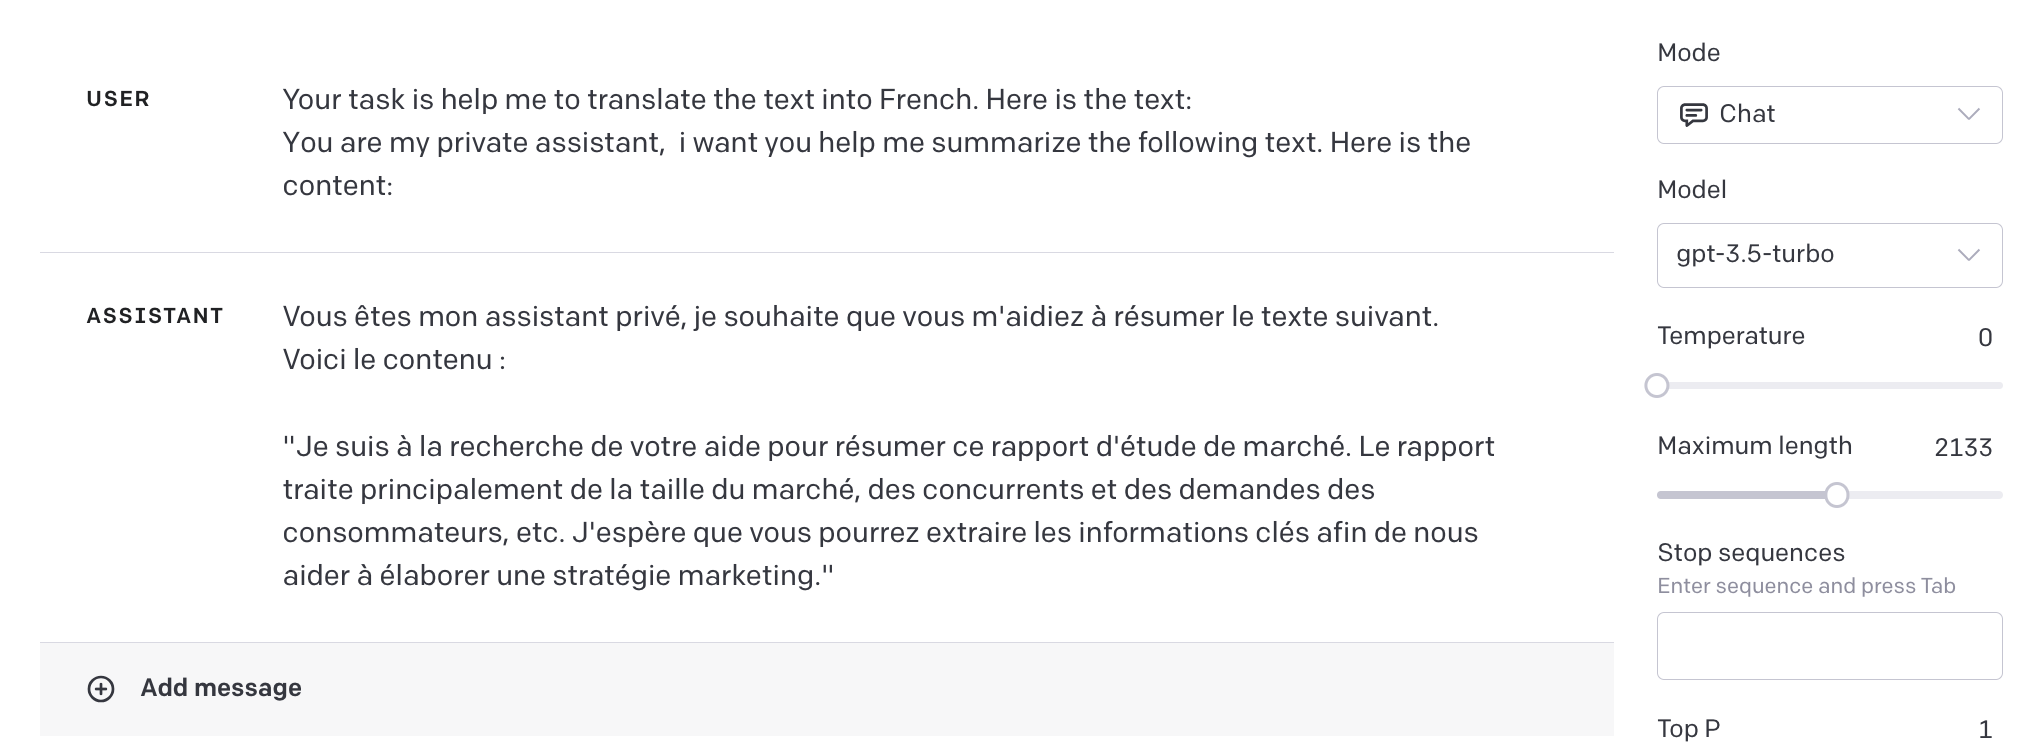 USER
Your task is help me to translate the text into French. Here is the text:
You are my private assistant,  i want you help me summarize the following text. Here is the
content:
ASSISTANT
Vous êtes mon assistant privé, je souhaite que vous m'aidiez à résumer le texte suivant.
Voici le contenu :
"Je suis à la recherche de votre aide pour résumer ce rapport d'étude de marché. Le rapport
traite principalement de la taille du marché, des concurrents et des demandes des
consommateurs, etc. J'espère que vous pourrez extraire les informations clés afin de nous
aider à élaborer une stratégie marketing."
Add message
Mode
Chat
Model
gpt-3.5-turbo
Temperature 0
Maximum length 2133
Stop sequences
Enter sequence and press Tab
Top P 1